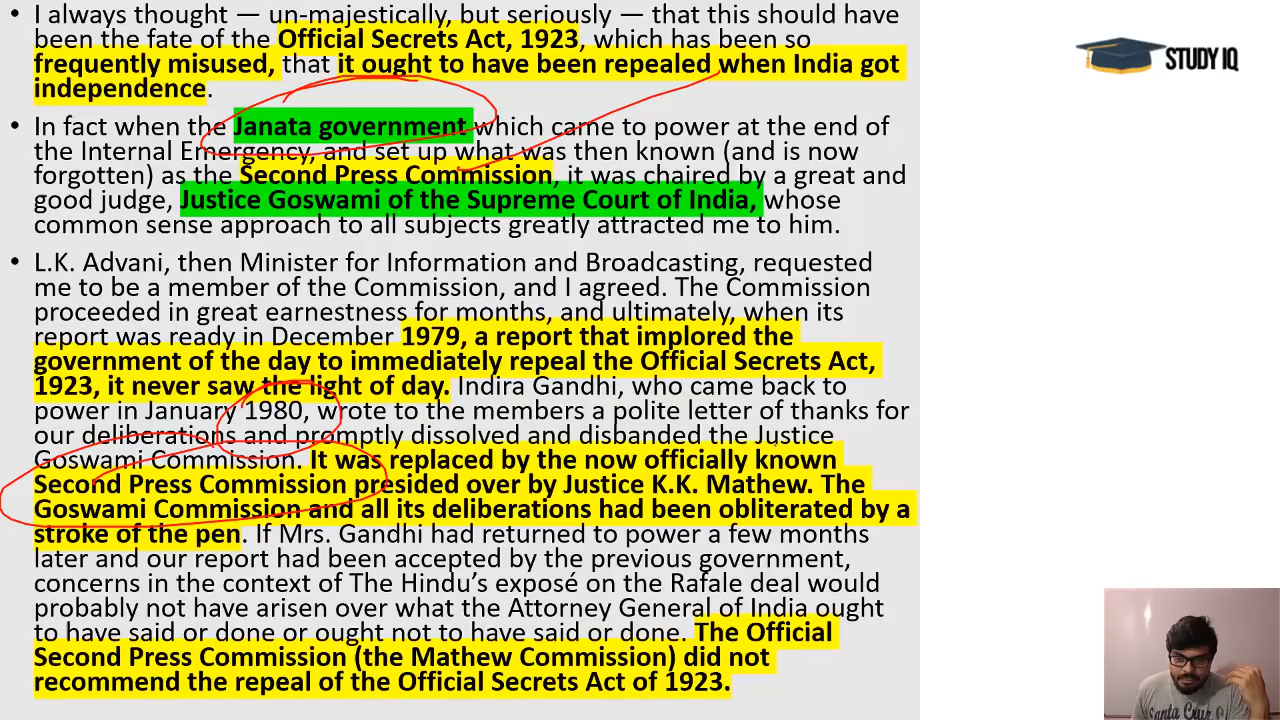 • I always thought — un-majestically, but seriously — that this should have
been the fate of the Official Secrets Act, 1923, which has been so
frequently misused, that it ought to have been repealed when India got
independence.
• In fact when the Janata government which came to power at the end of
the Internal Emergency, and set up what was then known (and is now
forgotten) as the Second Press Commission, it was chaired by a great and
good judge, Justice Goswami of the Supreme Court of India, whose
common sense approach to all subjects greatly attracted me to him.
• L.K. Advani, then Minister for Information and Broadcasting, requested
me to be a member of the Commission, and I agreed. The Commission
proceeded in great earnestness for months, and ultimately, when its
report was ready in December 1979, a report that implored the
government of the day to immediately repeal the Official Secrets Act,
1923, it never saw the light of day. Indira Gandhi, who came back to
power in January 1980, wrote to the members a polite letter of thanks for
our deliberations and promptly dissolved and disbanded the Justice
Goswami Commission. It was replaced by the now officially known
Second Press Commission presided over by Justice K.K. Mathew. The
Goswami Commission and all its deliberations had been obliterated by a
stroke of the pen. If Mrs. Gandhi had returned to power a few months
later and our report had been accepted by the previous government,
concerns in the context of The Hindu’s exposé on the Rafale deal would
probably not have arisen over what the Attorney General of India ought
to have said or done or ought not to have said or done. The Official
Second Press Commission (the Mathew Commission) did not
recommend the repeal of the Official Secrets Act of 1923.
STUDY IQ
Santa Cruz